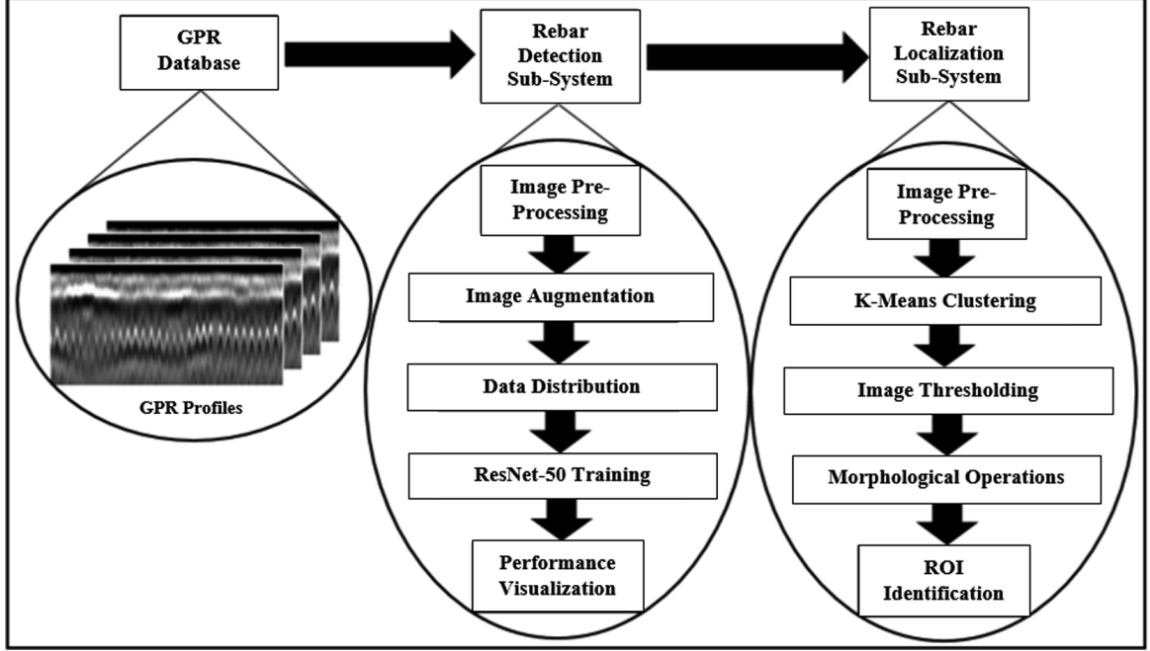 GPR
Database
Rebar
Detection
Sub-System
Rebar
Localization
Sub-System
GPR Profiles
Image Pre-
Processing
Image Augmentation
Data Distribution
ResNet-50 Training
Performance
Visualization
Image Pre-
Processing
K-Means Clustering
Image Thresholding
Morphological Operations
ROI
Identification